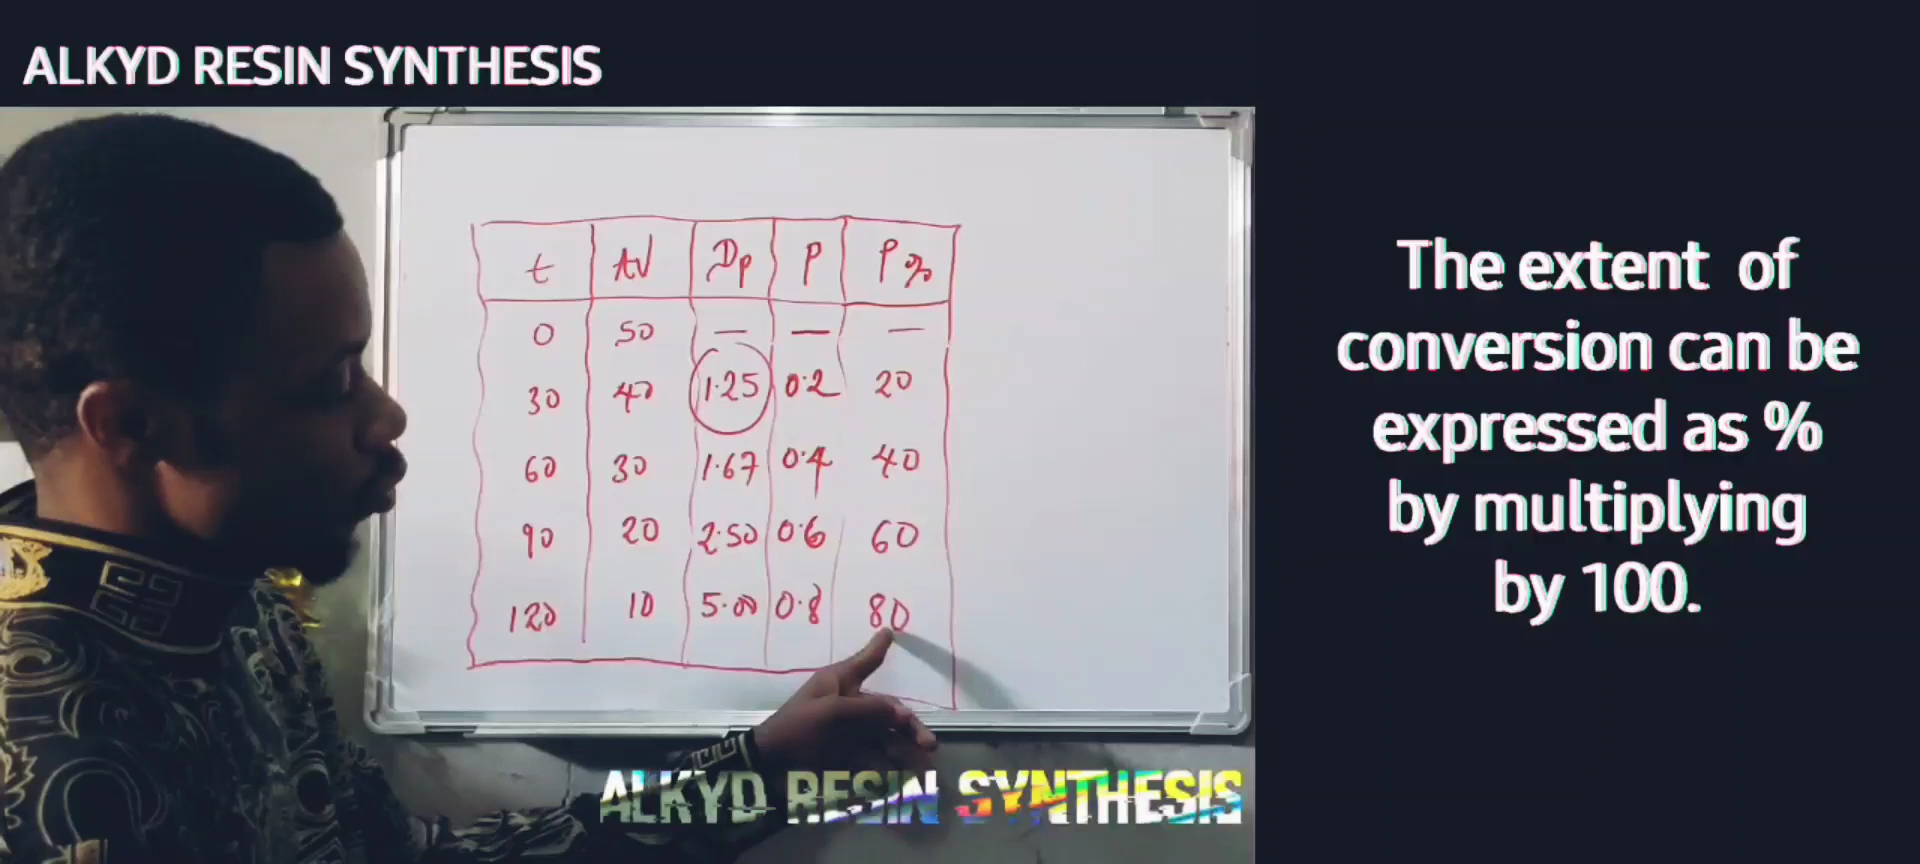 ALKYD RESIN SYNTHESIS
t AV Dp P P%
0 50 — — —
30 40 1.25 0.2 20
60 30 1.67 0.4 40
90 20 2.50 0.6 60
120 10 5.00 0.8 80
The extent of
conversion can be
expressed as %
by multiplying
by 100.
ALKYD RESIN SYNTHESIS